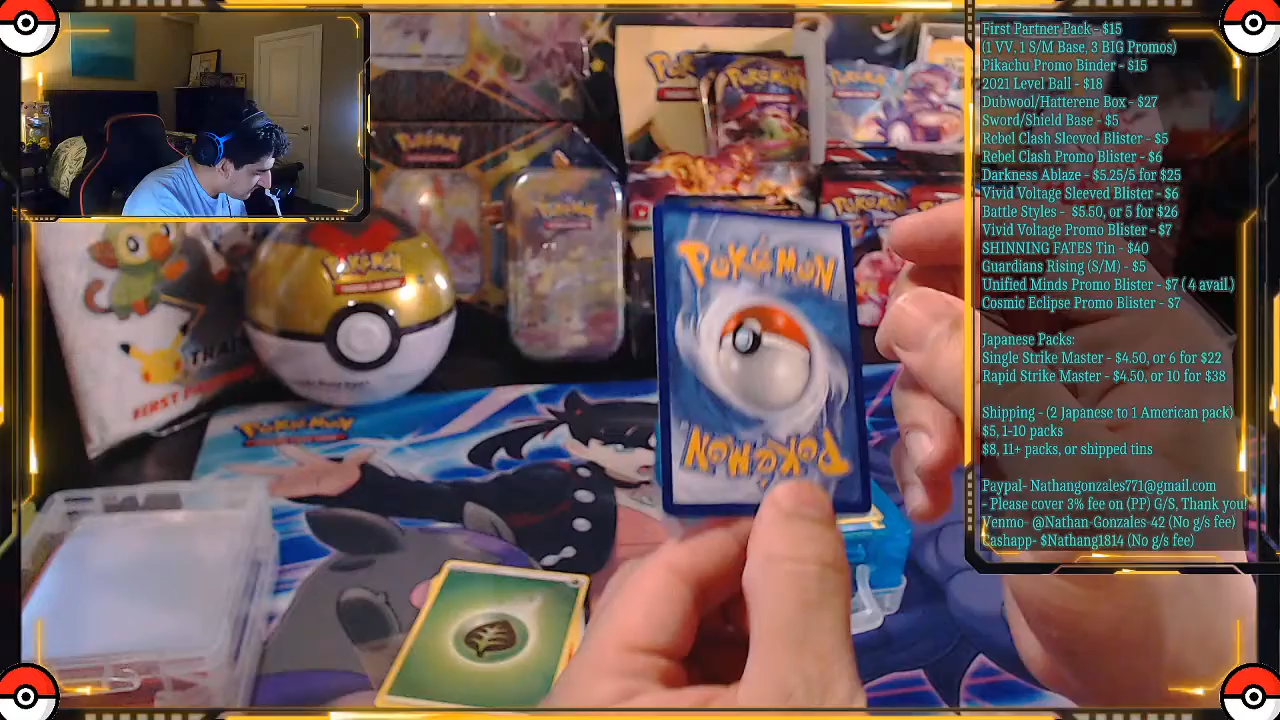 First Partner Pack - $15
(1 VV, 1 S/M Base, 3 BIG Promos)
Pikachu Promo Binder - $15
2021 Level Ball - $18
Dubwool/Hatterene Box - $27
Sword/Shield Base - $5
Rebel Clash Sleeved Blister - $5
Rebel Clash Promo Blister - $6
Darkness Ablaze - $5.25/5 for $25
Vivid Voltage Sleeved Blister - $6
Battle Styles - $5.50, or 5 for $26
Vivid Voltage Promo Blister - $7
SHINNING FATES Tin - $40
Guardians Rising (S/M) - $5
Unified Minds Promo Blister - $7 ( 4 avail.)
Cosmic Eclipse Promo Blister - $7
Japanese Packs:
Single Strike Master - $4.50, or 6 for $22
Rapid Strike Master - $4.50, or 10 for $38
Shipping - (2 Japanese to 1 American pack)
$5, 1-10 packs
$8, 11+ packs, or shipped tins
Paypal- Nathangonzales771@gmail.com
- Please cover 3% fee on (PP) G/S, Thank you!
Venmo- @Nathan-Gonzales-42 (No g/s fee)
Cashapp- $Nathang1814 (No g/s fee)
POKéMON
POKéMON
POKéMON
POKéMON
POKéMON
POKéMON
FIRST